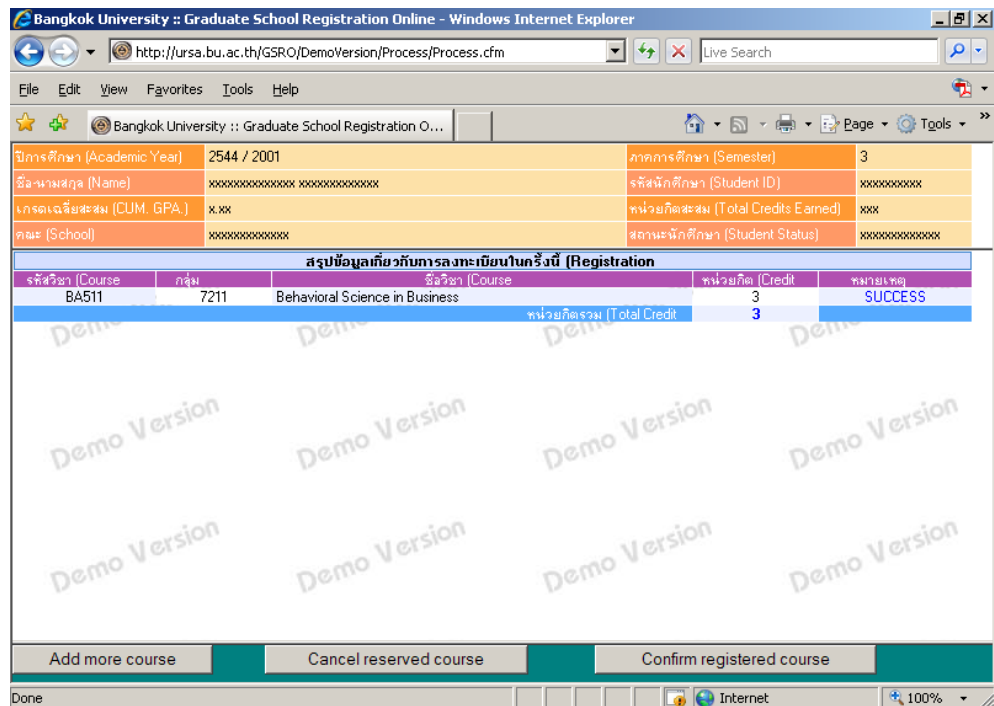 Bangkok University :: Graduate School Registration Online - Windows Internet Explorer
http://ursa.bu.ac.th/GSRO/DemoVersion/Process/Process.cfm Live Search
File Edit View Favorites Tools Help
Bangkok University :: Graduate School Registration O... Page Tools »
ปีการศึกษา (Academic Year) 2544 / 2001 ภาคการศึกษา (Semester) 3
ชื่อ-นามสกุล (Name) xxxxxxxxxxxxxx xxxxxxxxxxxxx รหัสนักศึกษา (Student ID) xxxxxxxxxx
เกรดเฉลี่ยสะสม (CUM. GPA.) x.xx หน่วยกิตสะสม (Total Credits Earned) xxx
คณะ (School) xxxxxxxxxxxxx สถานะนักศึกษา (Student Status) xxxxxxxxxxxxx
สรุปข้อมูลเกี่ยวกับการลงทะเบียนในครั้งนี้ (Registration
รหัสวิชา (Course กลุ่ม ชื่อวิชา (Course หน่วยกิต (Credit หมายเหตุ
BA511 7211 Behavioral Science in Business 3 SUCCESS
หน่วยกิตรวม (Total Credit 3
Demo Demo Demo Demo
Demo Version Demo Version Demo Version Demo Version
Demo Version Demo Version Demo Version Demo Version
Add more course Cancel reserved course Confirm registered course
Done Internet 100%